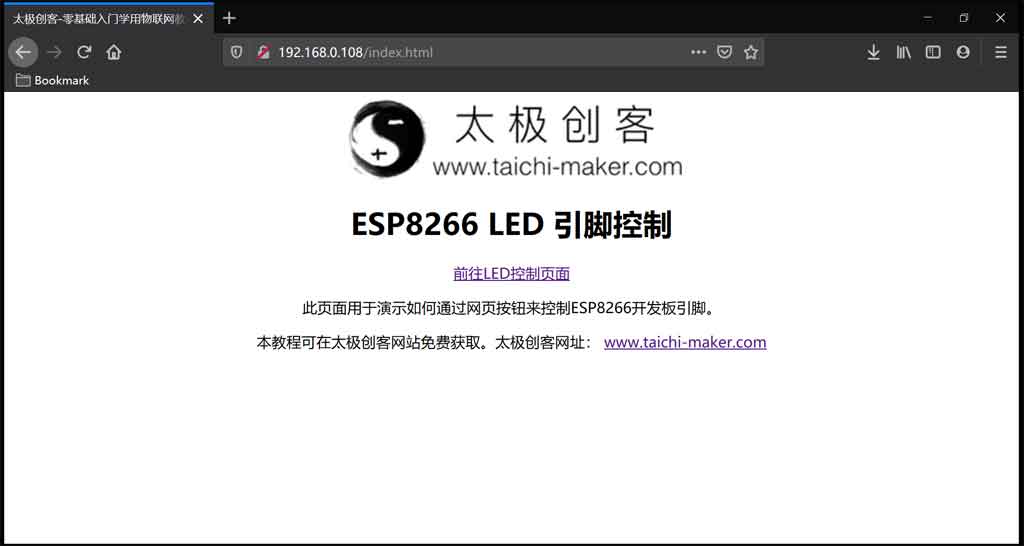 太极创客-零基础入门学用物联网
192.168.0.108/index.html
Bookmark
太极创客
www.taichi-maker.com
ESP8266 LED 引脚控制
前往LED控制页面
此页面用于演示如何通过网页按钮来控制ESP8266开发板引脚。
本教程可在太极创客网站免费获取。太极创客网址： www.taichi-maker.com